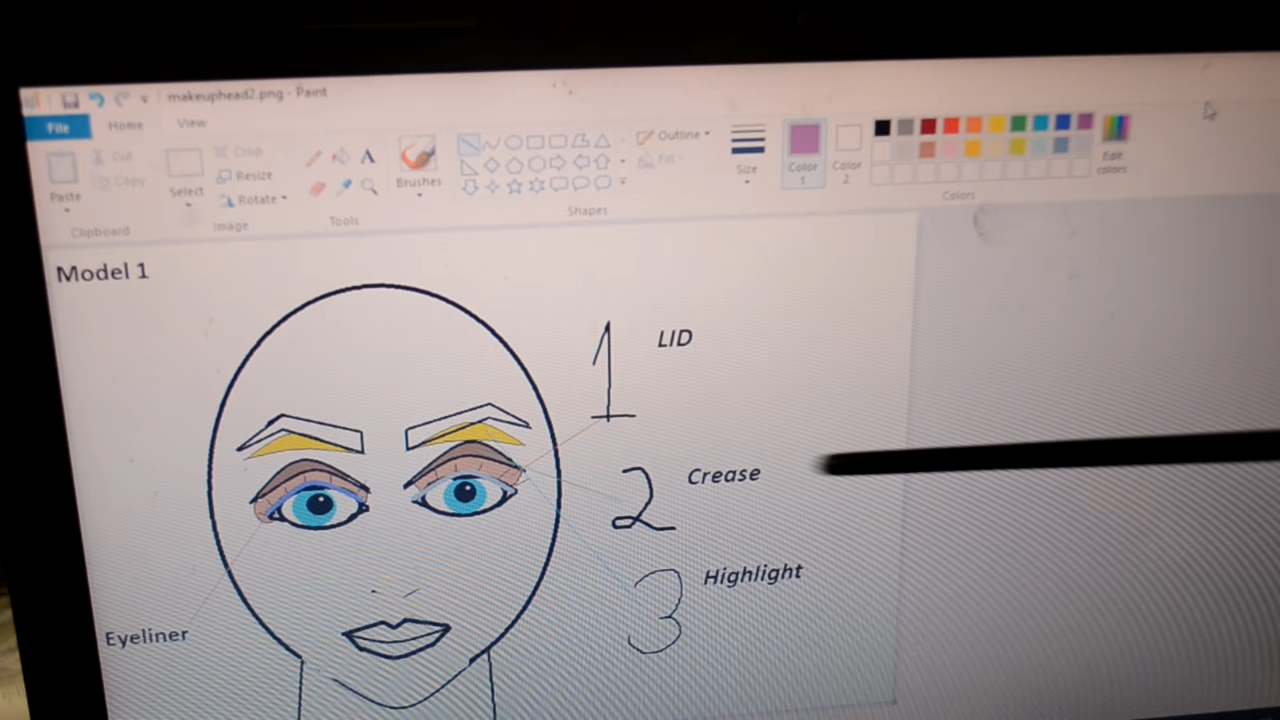 makeuphead2.png - Paint
File Home View
Paste
Cut
Copy
Clipboard
Select
Crop
Resize
Rotate
Image
A
Tools
Brushes
Shapes
Outline
Fill
Size
Color 1
Color 2
Edit colors
Colors
Model 1
1 LID
2 Crease
3 Highlight
Eyeliner